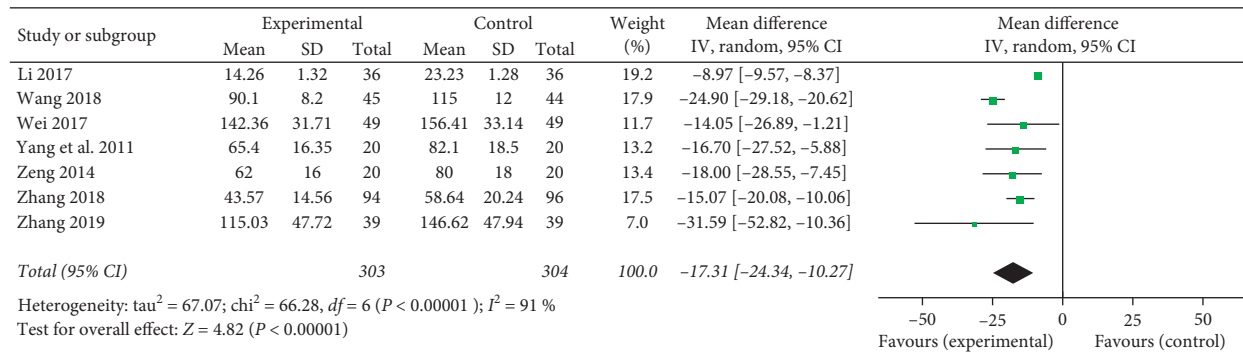 Study or subgroup Experimental Control Weight (%) Mean difference IV, random, 95% CI Mean difference IV, random, 95% CI
Mean SD Total Mean SD Total
Li 2017 14.26 1.32 36 23.23 1.28 36 19.2 –8.97 [–9.57, –8.37]
Wang 2018 90.1 8.2 45 115 12 44 17.9 –24.90 [–29.18, –20.62]
Wei 2017 142.36 31.71 49 156.41 33.14 49 11.7 –14.05 [–26.89, –1.21]
Yang et al. 2011 65.4 16.35 20 82.1 18.5 20 13.2 –16.70 [–27.52, –5.88]
Zeng 2014 62 16 20 80 18 20 13.4 –18.00 [–28.55, –7.45]
Zhang 2018 43.57 14.56 94 58.64 20.24 96 17.5 –15.07 [–20.08, –10.06]
Zhang 2019 115.03 47.72 39 146.62 47.94 39 7.0 –31.59 [–52.82, –10.36]
Total (95% CI) 303 304 100.0 –17.31 [–24.34, –10.27]
Heterogeneity: tau² = 67.07; chi² = 66.28, df = 6 (P < 0.00001 ); I² = 91 %
Test for overall effect: Z = 4.82 (P < 0.00001)
–50 –25 0 25 50
Favours (experimental) Favours (control)